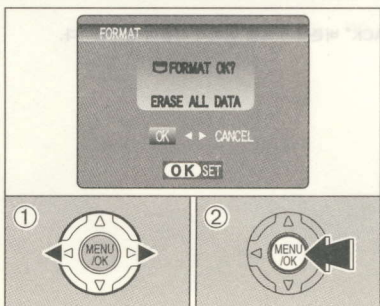 FORMAT
FORMAT OK?
ERASE ALL DATA
OK ◄ ► CANCEL
OK SET
①
MENU
/OK
②
MENU
/OK